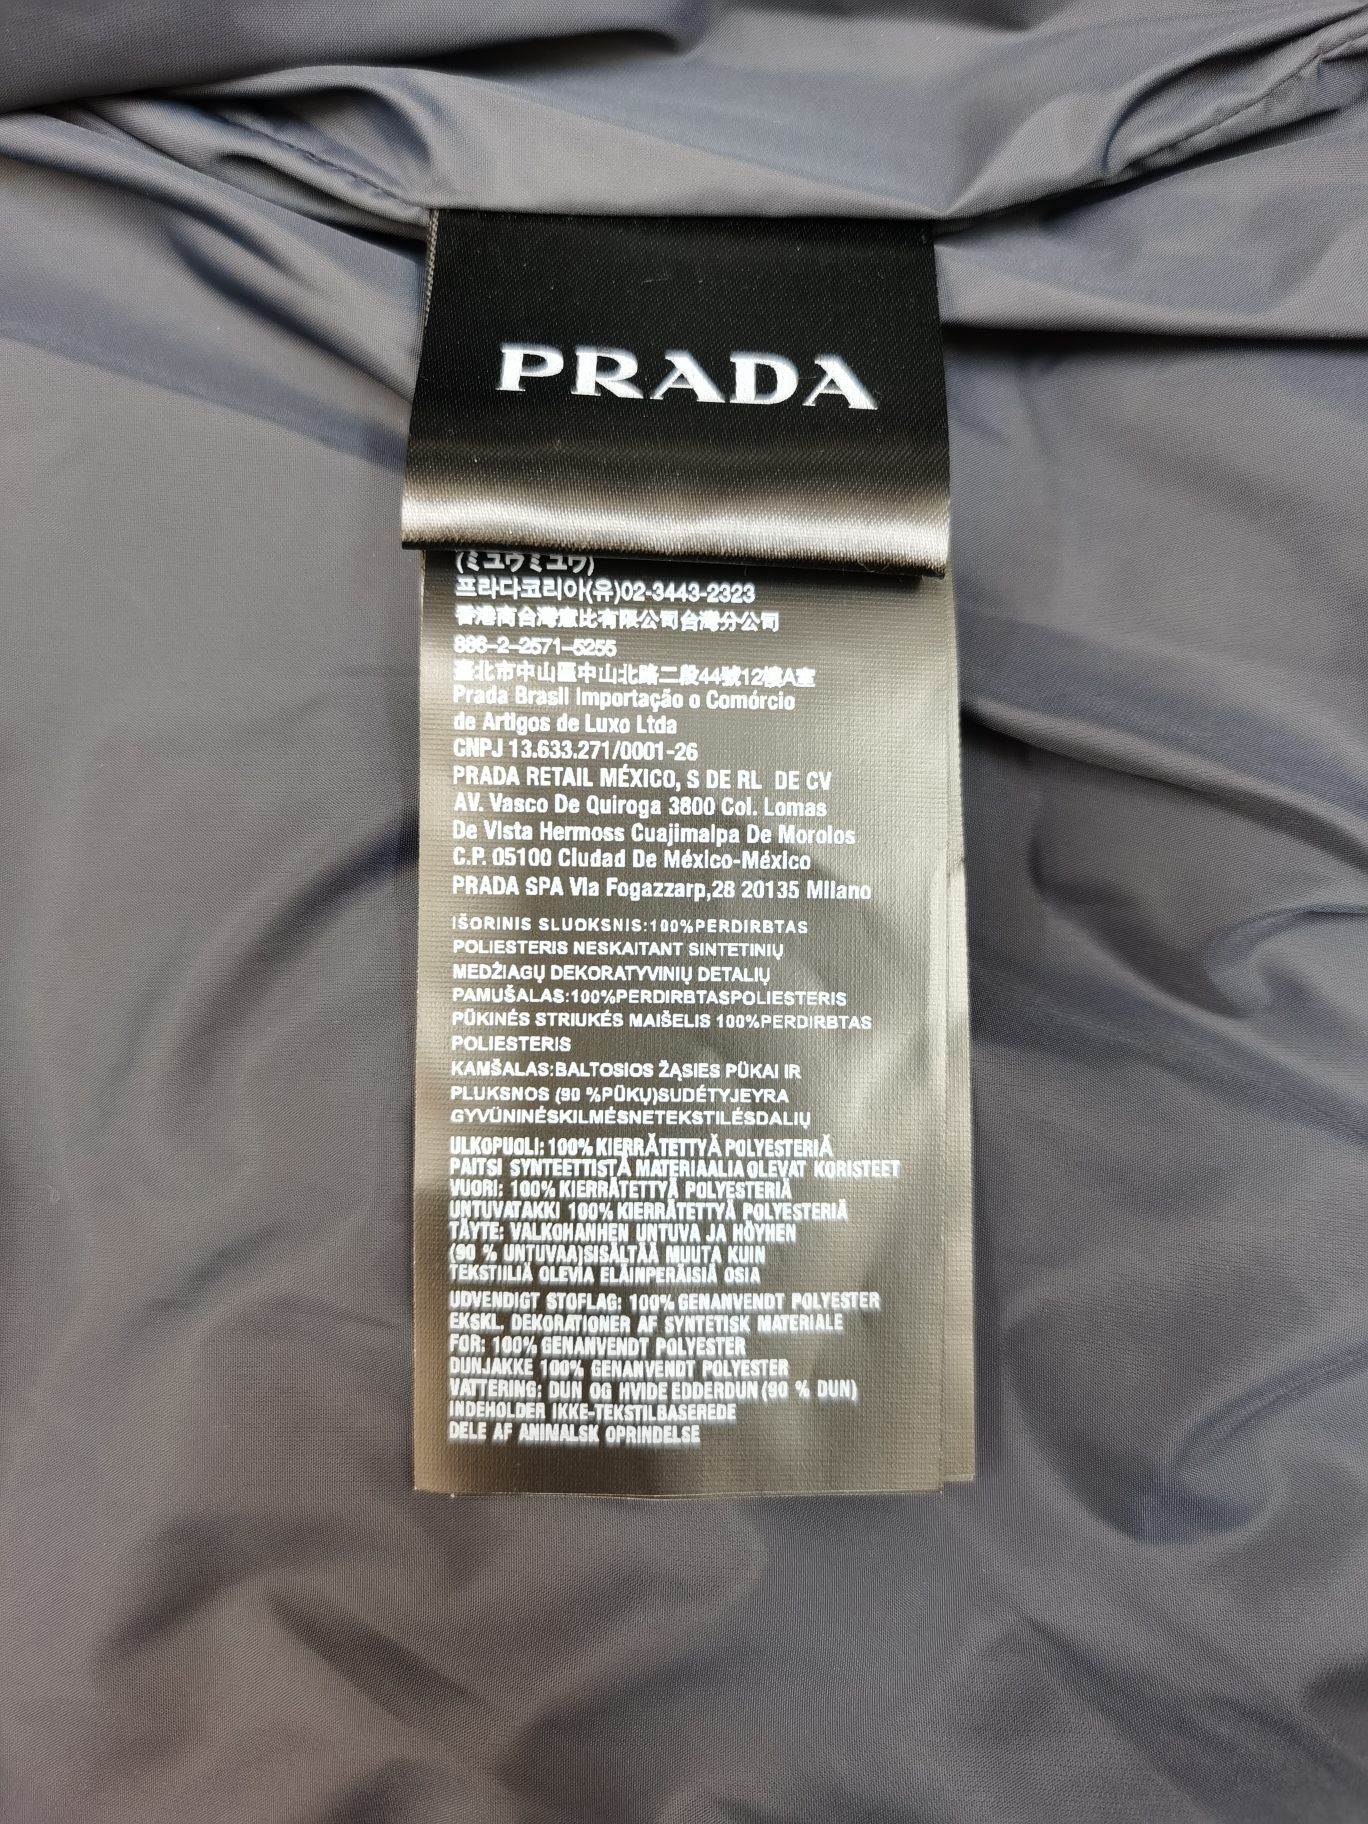 PRADA
(ミユウミユウ)
프라다코리아(유)02-3443-2323
香港商台灣壹比有限公司台灣分公司
886-2-2571-5255
臺北市中山區中山北路二段44號12樓A室
Prada Brasil Importação o Comórcio
de Artigos de Luxo Ltda
CNPJ 13.633.271/0001-26
PRADA RETAIL MÉXICO, S DE RL DE CV
AV. Vasco De Quiroga 3800 Col. Lomas
De Vista Hermoss Cuajimalpa De Morolos
C.P. 05100 Ciudad De México-México
PRADA SPA Via Fogazzarp,28 20135 Milano
IŠORINIS SLUOKSNIS:100%PERDIRBTAS
POLIESTERIS NESKAITANT SINTETINIŲ
MEDŽIAGŲ DEKORATYVINIŲ DETALIŲ
PAMUŠALAS:100%PERDIRBTASPOLIESTERIS
PŪKINĖS STRIUKĖS MAIŠELIS 100%PERDIRBTAS
POLIESTERIS
KAMŠALAS:BALTOSIOS ŽĄSIES PŪKAI IR
PLUKSNOS (90 %PŪKŲ)SUDĖTYJEYRA
GYVŪNINĖSKILMĖSNETEKSTILĖSDALIŲ
ULKOPUOLI: 100% KIERRÄTETTYÄ POLYESTERIÄ
PAITSI SYNTEETTISTÄ MATERIAALIA OLEVAT KORISTEET
VUORI: 100% KIERRÄTETTYÄ POLYESTERIÄ
UNTUVATAKKI 100% KIERRÄTETTYÄ POLYESTERIÄ
TÄYTE: VALKOHANHEN UNTUVA JA HÖYHEN
(90 % UNTUVAA)SISÄLTÄÄ MUUTA KUIN
TEKSTIILIÄ OLEVIA ELÄINPERÄISIÄ OSIA
UDVENDIGT STOFLAG: 100% GENANVENDT POLYESTER
EKSKL. DEKORATIONER AF SYNTETISK MATERIALE
FOR: 100% GENANVENDT POLYESTER
DUNJAKKE 100% GENANVENDT POLYESTER
VATTERING: DUN OG HVIDE EDDERDUN (90 % DUN)
INDEHOLDER IKKE-TEKSTILBASEREDE
DELE AF ANIMALSK OPRINDELSE